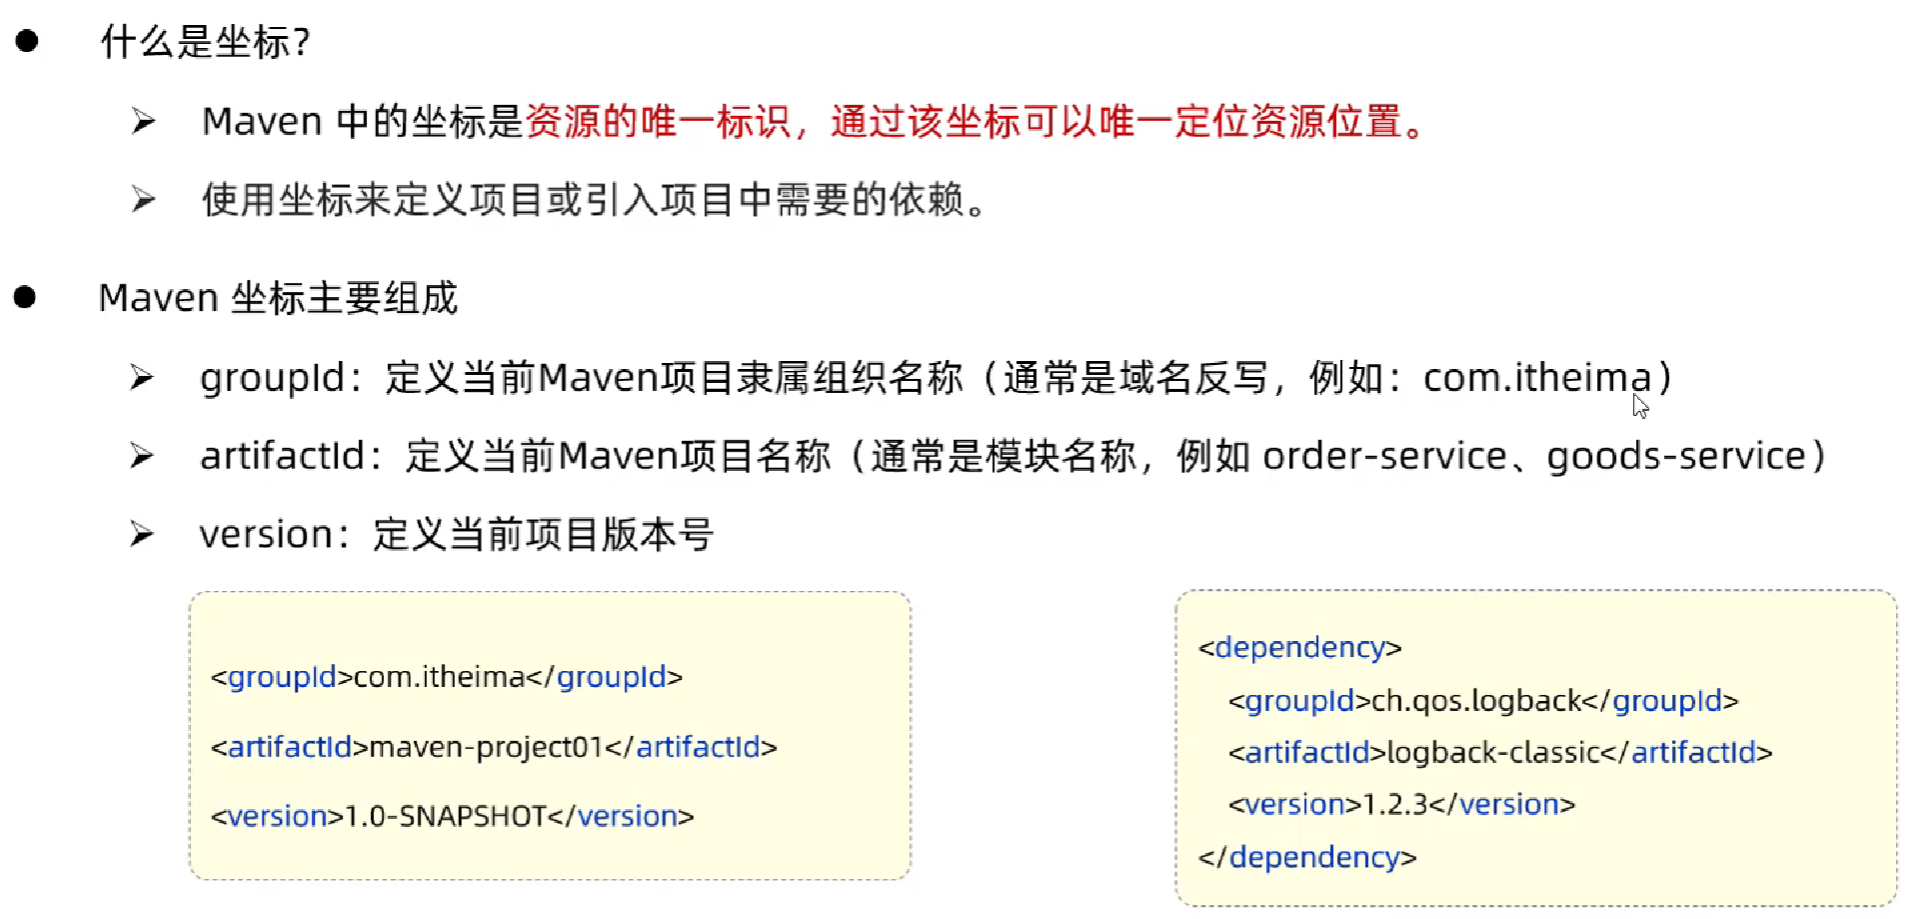 什么是坐标？
Maven 中的坐标是资源的唯一标识，通过该坐标可以唯一定位资源位置。
使用坐标来定义项目或引入项目中需要的依赖。
Maven 坐标主要组成
groupId：定义当前Maven项目隶属组织名称（通常是域名反写，例如：com.itheima）
artifactId：定义当前Maven项目名称（通常是模块名称，例如 order-service、goods-service）
version：定义当前项目版本号
<groupId>com.itheima</groupId>
<artifactId>maven-project01</artifactId>
<version>1.0-SNAPSHOT</version>
<dependency>
<groupId>ch.qos.logback</groupId>
<artifactId>logback-classic</artifactId>
<version>1.2.3</version>
</dependency>